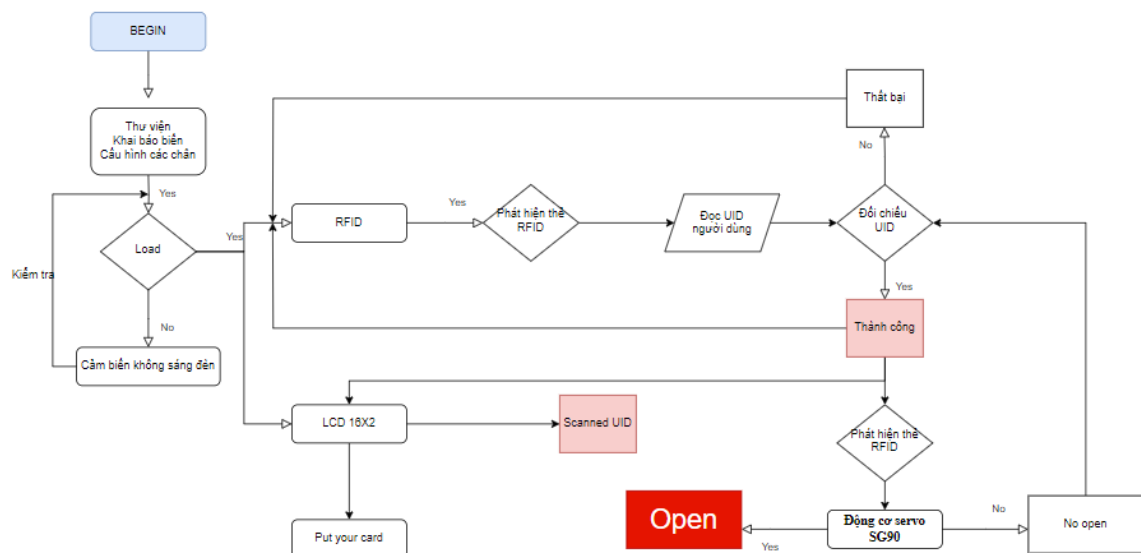 BEGIN
Thư viện
Khai báo biến
Cấu hình các chân
Yes
Load
Kiểm tra
No
Cảm biến không sáng đèn
Yes
RFID
Yes
Phát hiện thẻ
RFID
Đọc UID
người dùng
Đối chiếu
UID
No
Thất bại
Yes
Thành công
LCD 16X2
Scanned UID
Put your card
Phát hiện thẻ
RFID
Động cơ servo
SG90
Yes
Open
No
No open